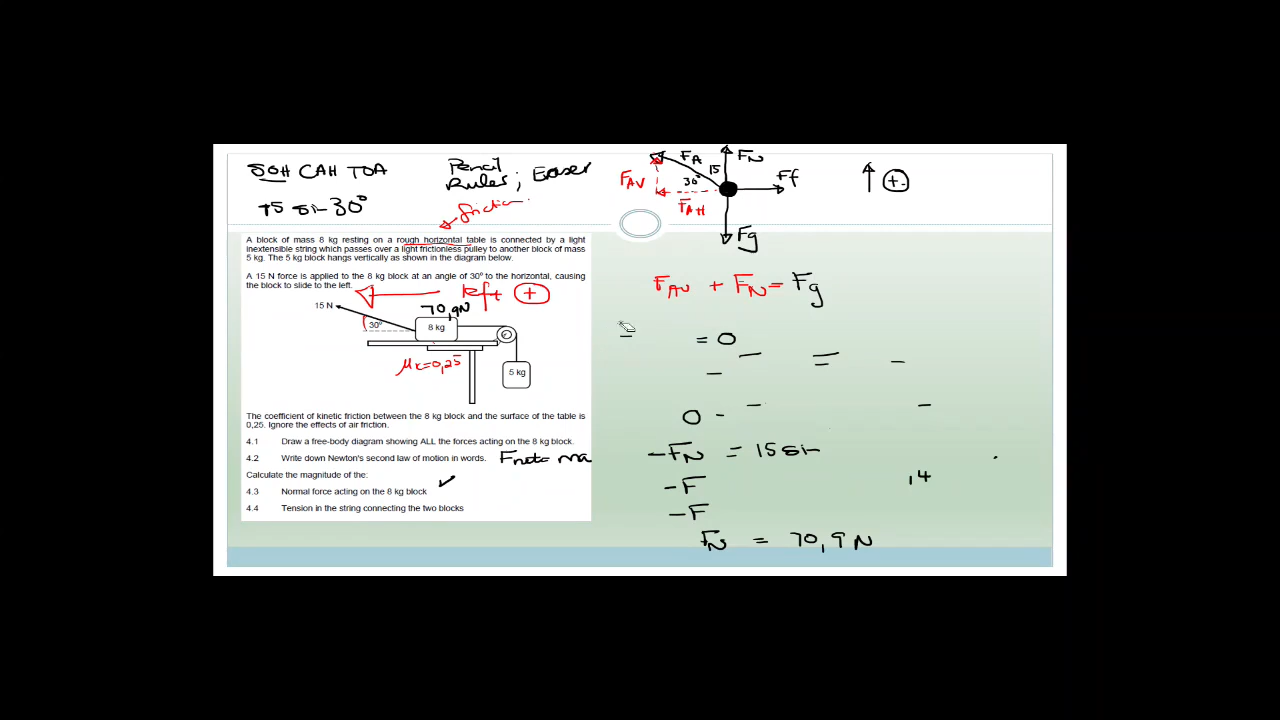 SOH CAH TOA
Pencil
Ruler ; Eraser
15 sin 30°
friction
A block of mass 8 kg resting on a rough horizontal table is connected by a light
inextensible string which passes over a light frictionless pulley to another block of mass
5 kg. The 5 kg block hangs vertically as shown in the diagram below.
A 15 N force is applied to the 8 kg block at an angle of 30° to the horizontal, causing
the block to slide to the left.
left +
15 N
70,9N
30°
8 kg
μk=0,25
5 kg
The coefficient of kinetic friction between the 8 kg block and the surface of the table is
0,25. Ignore the effects of air friction.
4.1 Draw a free-body diagram showing ALL the forces acting on the 8 kg block.
4.2 Write down Newton's second law of motion in words.
Fnet= ma
Calculate the magnitude of the:
4.3 Normal force acting on the 8 kg block
4.4 Tension in the string connecting the two blocks
FA
15
FN
FAV
30°
Ff
FAH
Fg
+
FAV + FN = Fg
= 0
=
0 -
-FN = 15 sin
-F
,4
-F
FN = 70,9 N